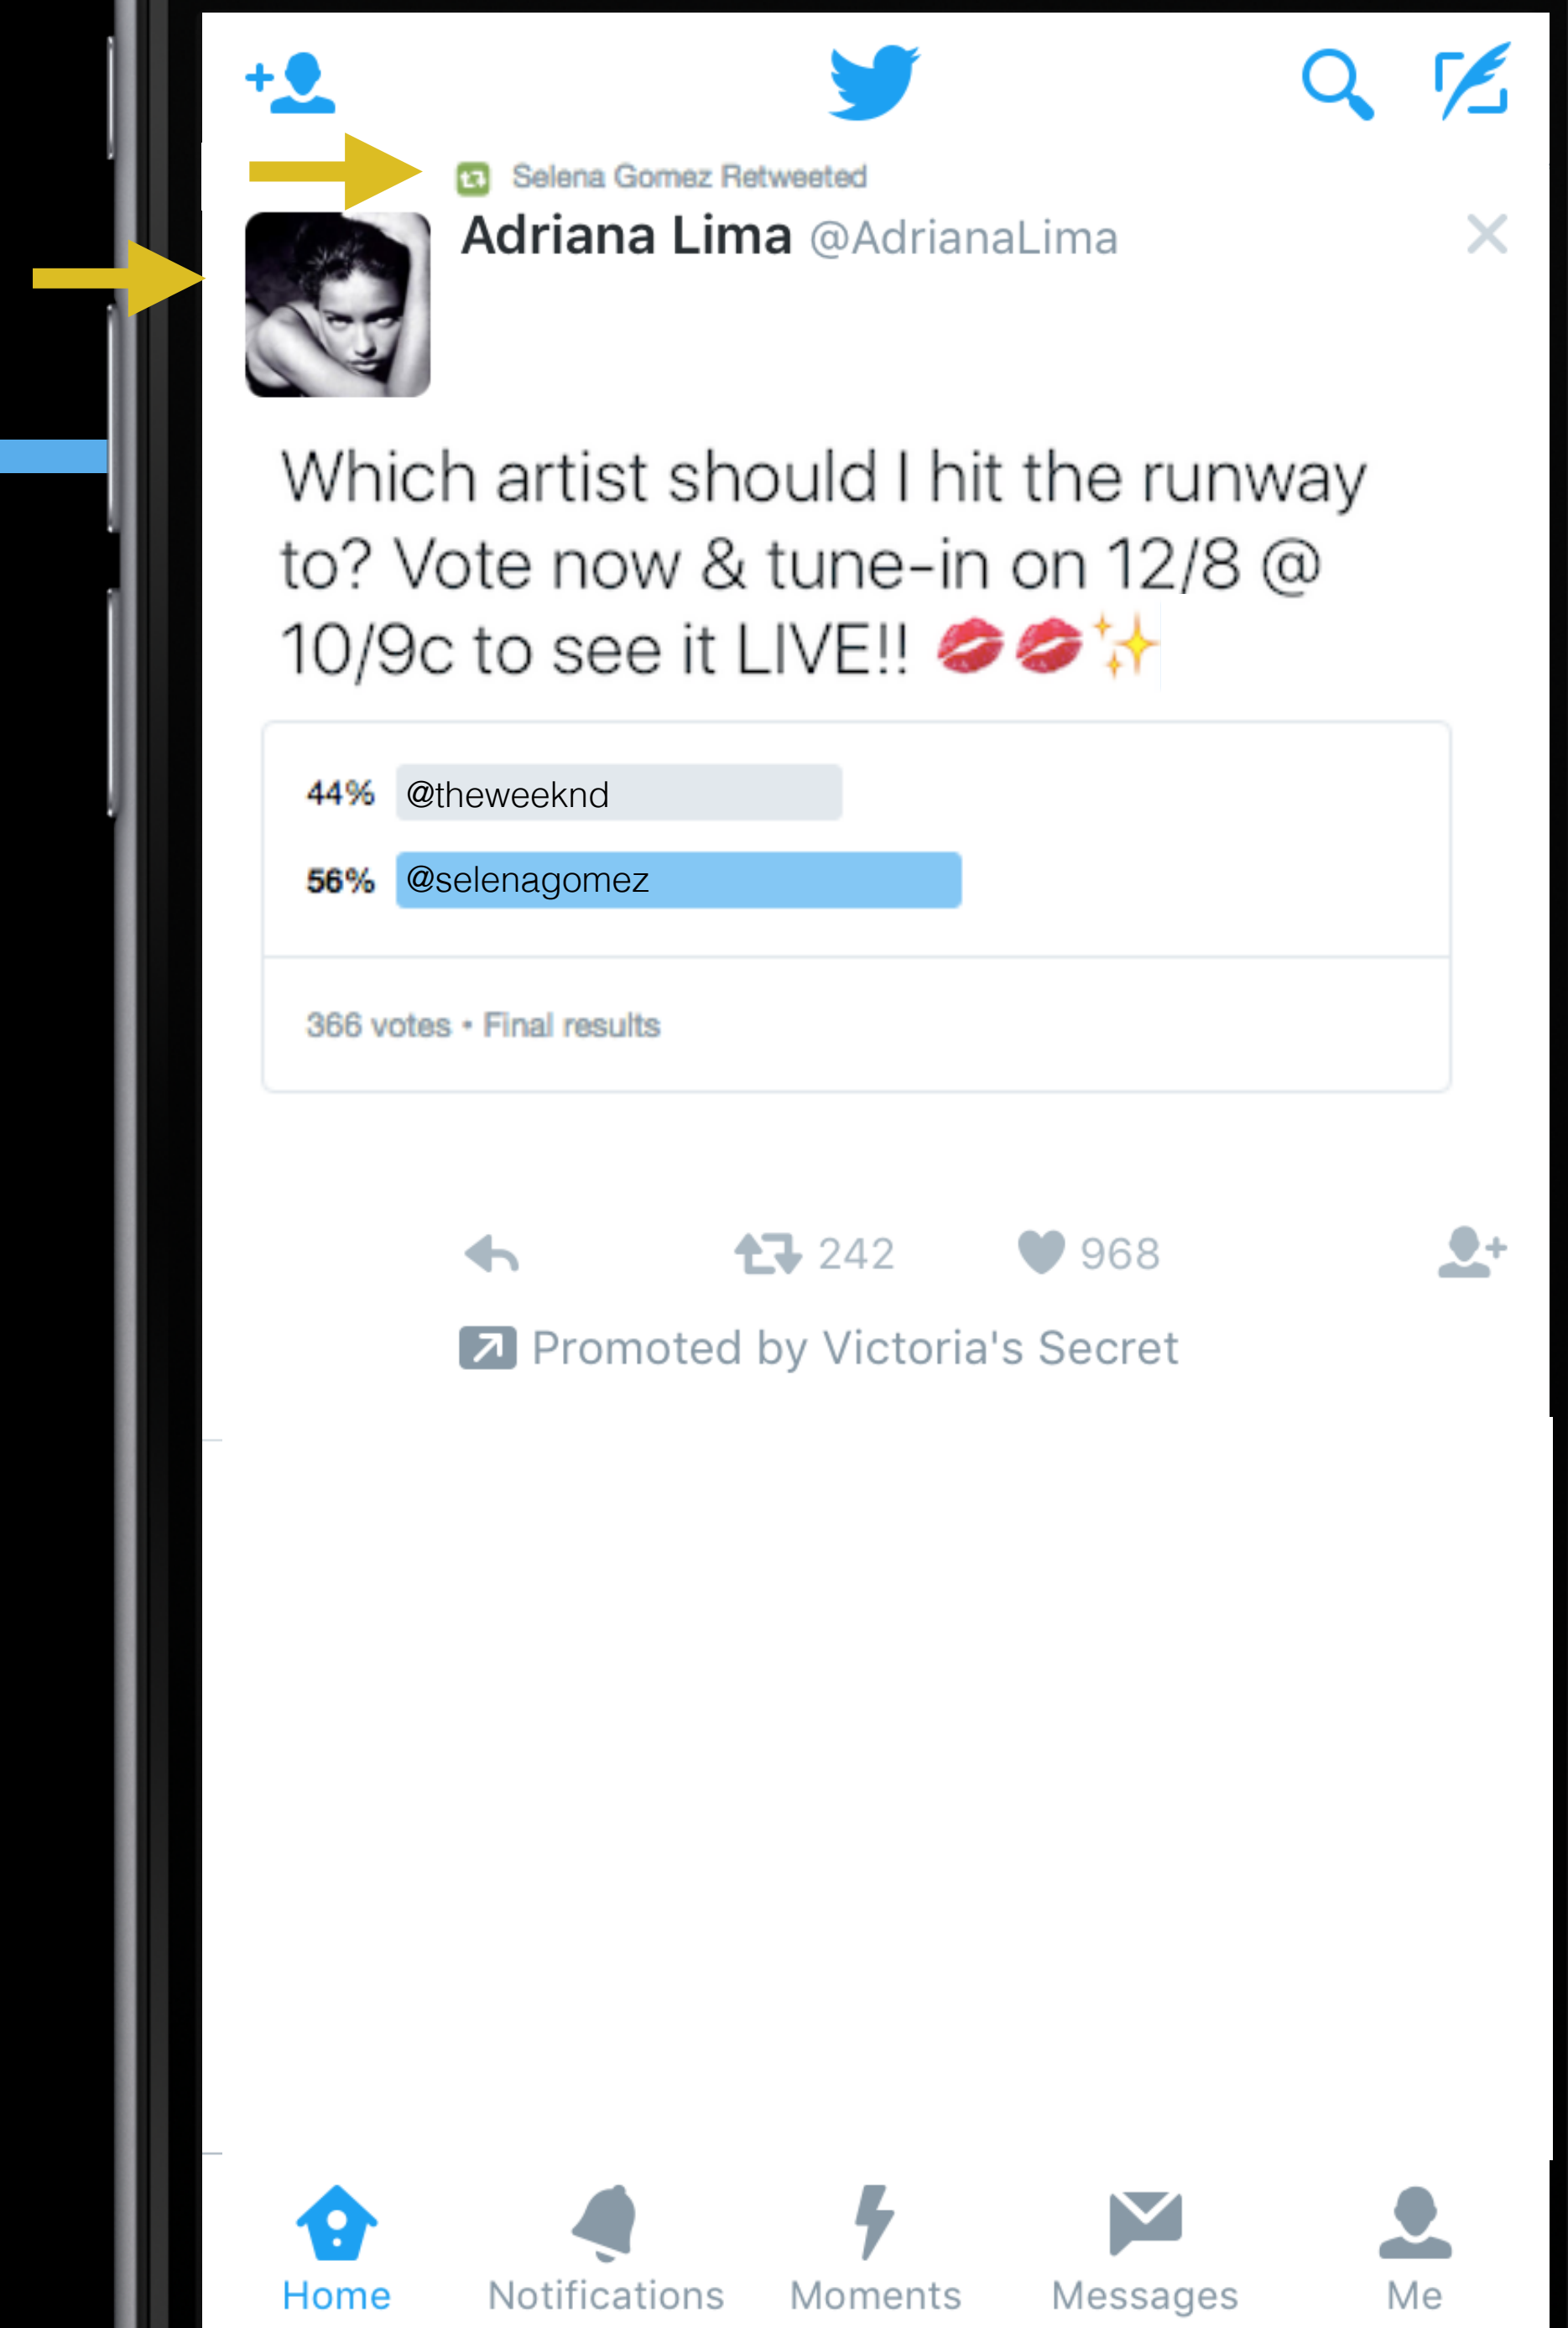 Selena Gomez Retweeted
Adriana Lima @AdrianaLima
Which artist should I hit the runway
to? Vote now & tune-in on 12/8 @
10/9c to see it LIVE!! 💋💋✨
44% @theweeknd
56% @selenagomez
366 votes • Final results
242 968
Promoted by Victoria's Secret
Home Notifications Moments Messages Me